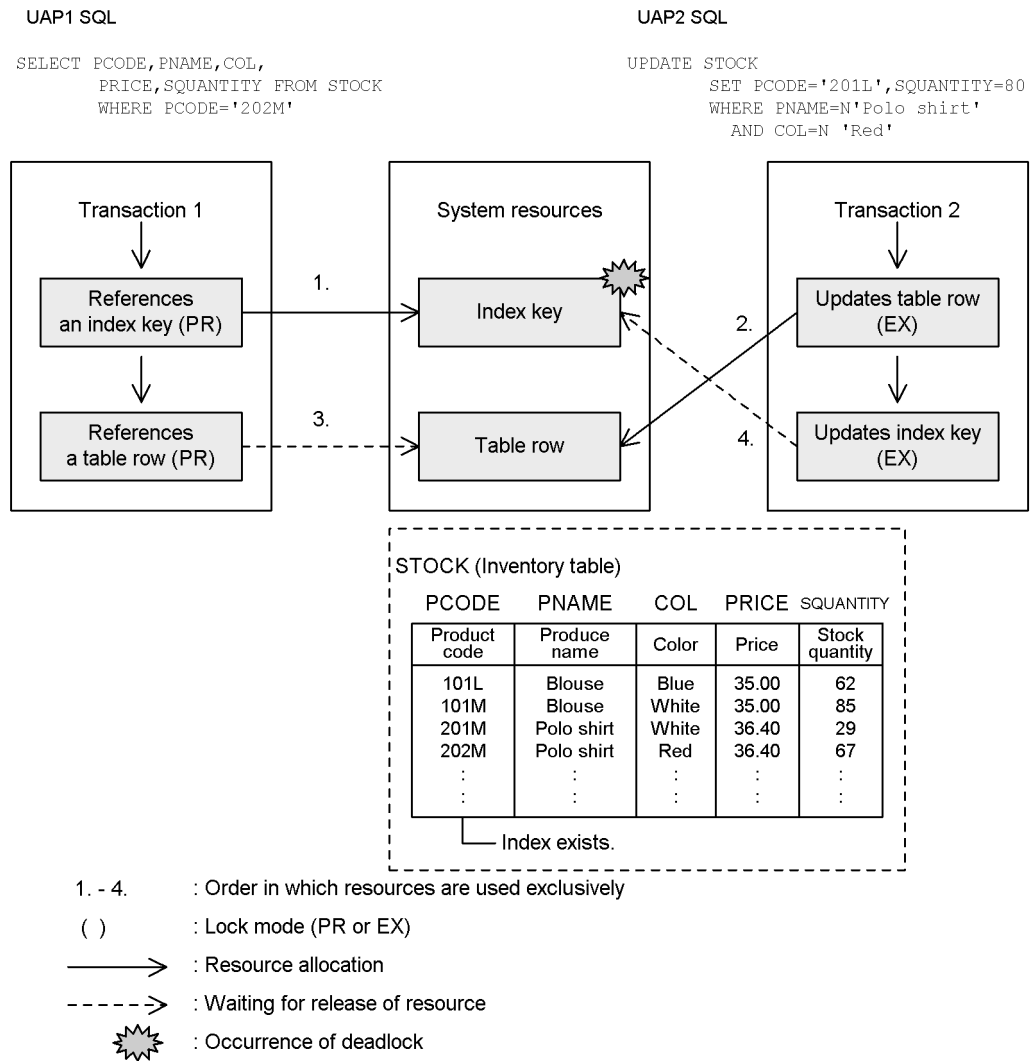 UAP1 SQL
UAP2 SQL
SELECT PCODE,PNAME,COL,
PRICE,SQUANTITY FROM STOCK
WHERE PCODE='202M'
UPDATE STOCK
SET PCODE='201L',SQUANTITY=80
WHERE PNAME=N'Polo shirt'
AND COL=N 'Red'
Transaction 1
References
an index key (PR)
References
a table row (PR)
1.
3.
System resources
Index key
Table row
2.
4.
Transaction 2
Updates table row
(EX)
Updates index key
(EX)
STOCK (Inventory table)
PCODE PNAME COL PRICE SQUANTITY
Product code Produce name Color Price Stock quantity
101L Blouse Blue 35.00 62
101M Blouse White 35.00 85
201M Polo shirt White 36.40 29
202M Polo shirt Red 36.40 67
: : : : :
: : : : :
Index exists.
1. - 4. : Order in which resources are used exclusively
( ) : Lock mode (PR or EX)
: Resource allocation
: Waiting for release of resource
: Occurrence of deadlock